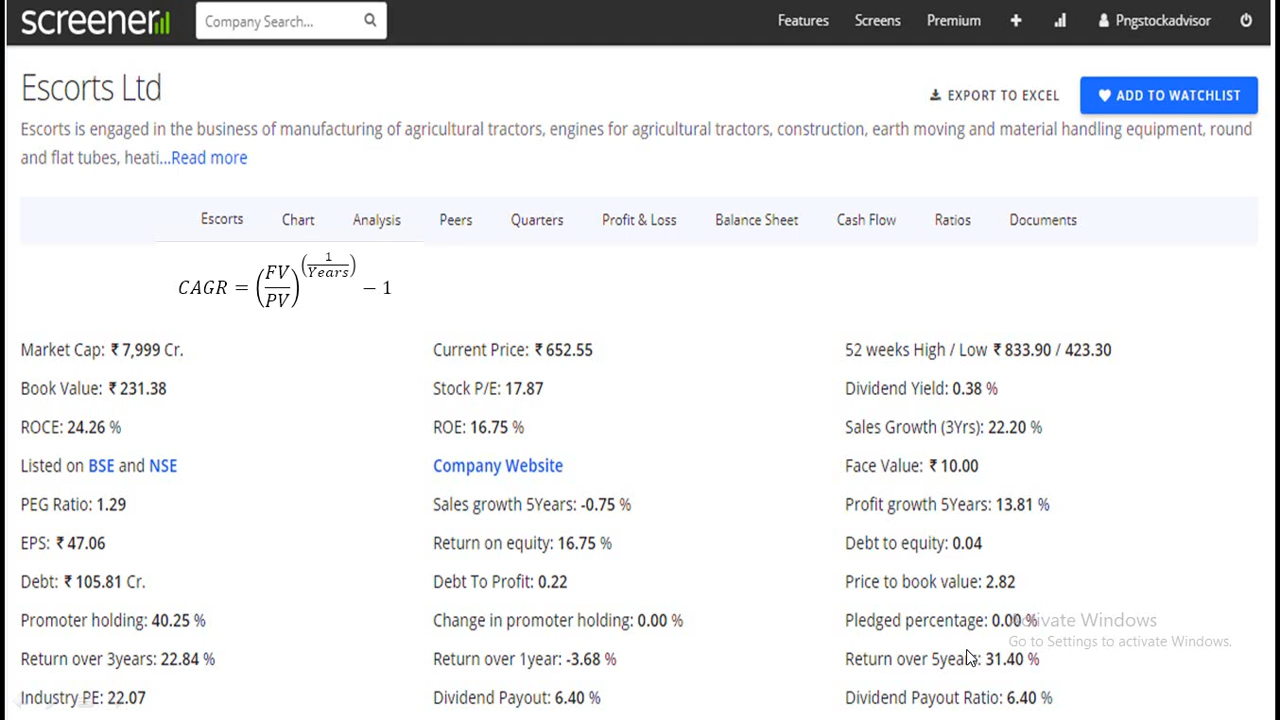 screener
Company Search...
Features Screens Premium + Pngstockadvisor
Escorts Ltd
EXPORT TO EXCEL ADD TO WATCHLIST
Escorts is engaged in the business of manufacturing of agricultural tractors, engines for agricultural tractors, construction, earth moving and material handling equipment, round
and flat tubes, heati...Read more
Escorts Chart Analysis Peers Quarters Profit & Loss Balance Sheet Cash Flow Ratios Documents
CAGR = (FV/PV)^(1/Years) − 1
Market Cap: ₹ 7,999 Cr. Current Price: ₹ 652.55 52 weeks High / Low ₹ 833.90 / 423.30
Book Value: ₹ 231.38 Stock P/E: 17.87 Dividend Yield: 0.38 %
ROCE: 24.26 % ROE: 16.75 % Sales Growth (3Yrs): 22.20 %
Listed on BSE and NSE Company Website Face Value: ₹ 10.00
PEG Ratio: 1.29 Sales growth 5Years: -0.75 % Profit growth 5Years: 13.81 %
EPS: ₹ 47.06 Return on equity: 16.75 % Debt to equity: 0.04
Debt: ₹ 105.81 Cr. Debt To Profit: 0.22 Price to book value: 2.82
Promoter holding: 40.25 % Change in promoter holding: 0.00 % Pledged percentage: 0.00 %
Activate Windows
Go to Settings to activate Windows.
Return over 3years: 22.84 % Return over 1year: -3.68 % Return over 5years: 31.40 %
Industry PE: 22.07 Dividend Payout: 6.40 % Dividend Payout Ratio: 6.40 %